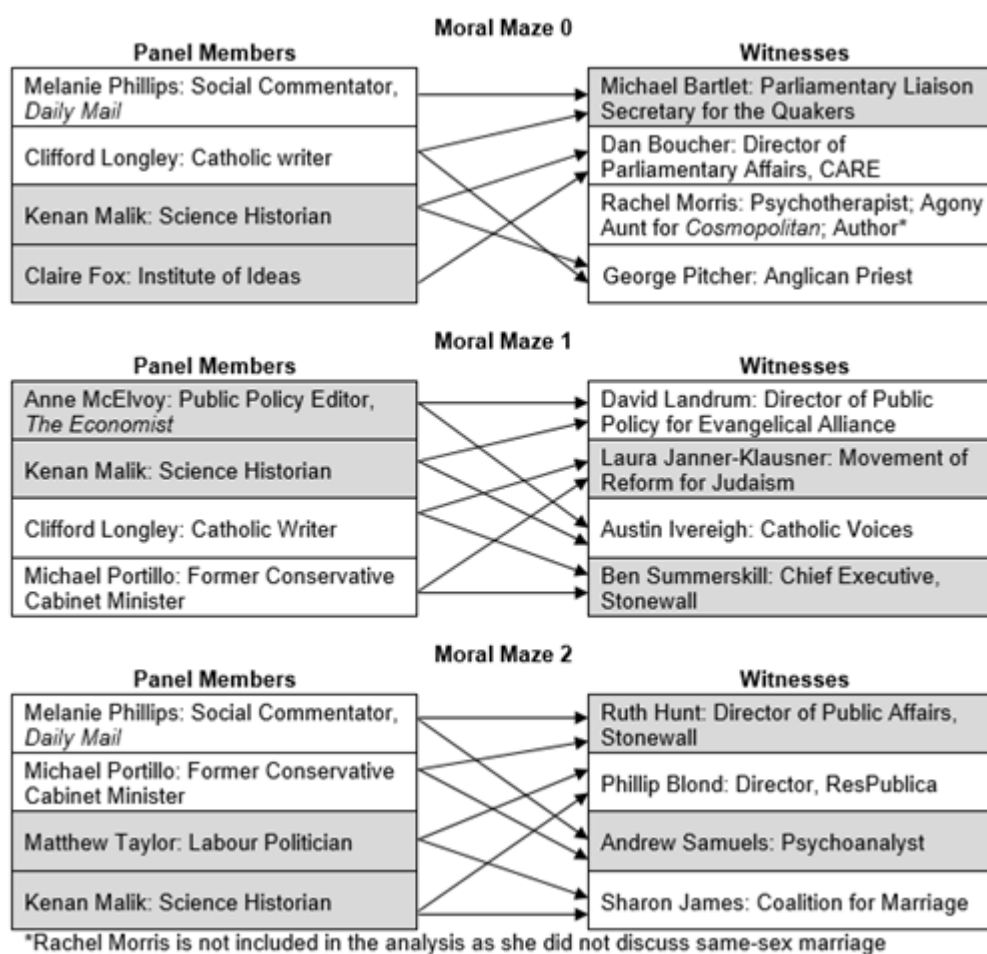 Moral Maze 0
Panel Members
Witnesses
Melanie Phillips: Social Commentator,
Daily Mail
Clifford Longley: Catholic writer
Kenan Malik: Science Historian
Claire Fox: Institute of Ideas
Michael Bartlet: Parliamentary Liaison
Secretary for the Quakers
Dan Boucher: Director of
Parliamentary Affairs, CARE
Rachel Morris: Psychotherapist; Agony
Aunt for Cosmopolitan; Author*
George Pitcher: Anglican Priest
Moral Maze 1
Panel Members
Witnesses
Anne McElvoy: Public Policy Editor,
The Economist
Kenan Malik: Science Historian
Clifford Longley: Catholic Writer
Michael Portillo: Former Conservative
Cabinet Minister
David Landrum: Director of Public
Policy for Evangelical Alliance
Laura Janner-Klausner: Movement of
Reform for Judaism
Austin Ivereigh: Catholic Voices
Ben Summerskill: Chief Executive,
Stonewall
Moral Maze 2
Panel Members
Witnesses
Melanie Phillips: Social Commentator,
Daily Mail
Michael Portillo: Former Conservative
Cabinet Minister
Matthew Taylor: Labour Politician
Kenan Malik: Science Historian
Ruth Hunt: Director of Public Affairs,
Stonewall
Phillip Blond: Director, ResPublica
Andrew Samuels: Psychoanalyst
Sharon James: Coalition for Marriage
*Rachel Morris is not included in the analysis as she did not discuss same-sex marriage